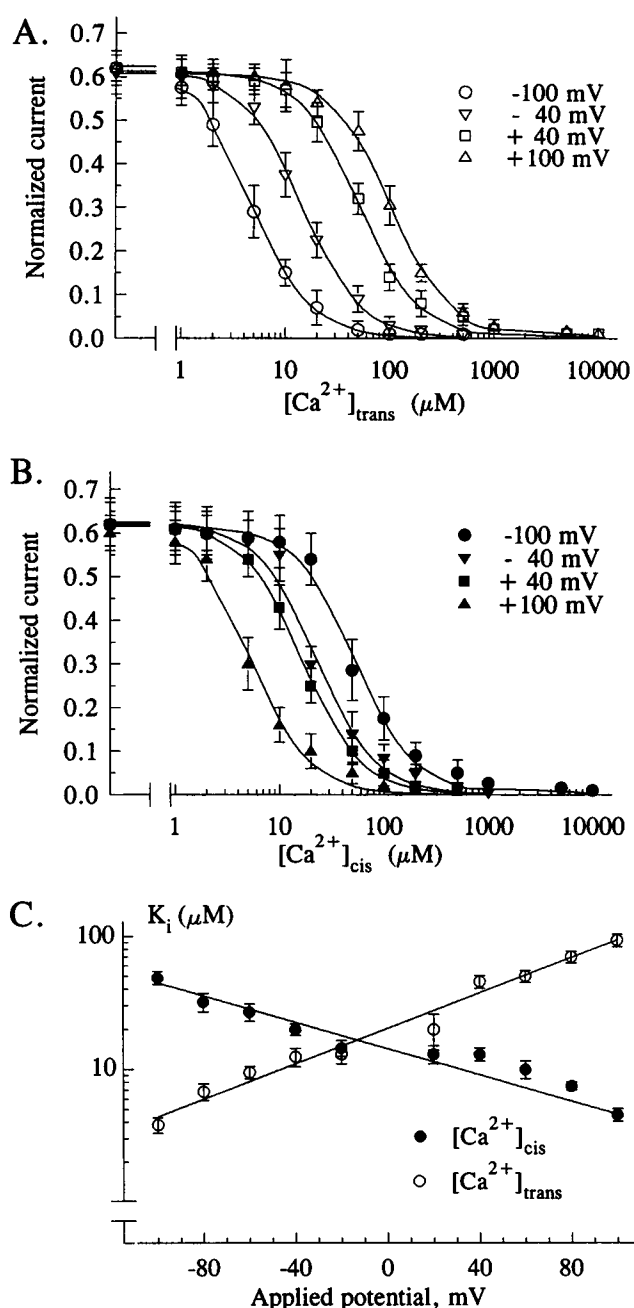 A.
Normalized current
0.7
0.6
0.5
0.4
0.3
0.2
0.1
0.0
-100 mV
- 40 mV
+ 40 mV
+100 mV
1 10 100 1000 10000
[Ca²⁺]trans (μM)
B.
Normalized current
0.7
0.6
0.5
0.4
0.3
0.2
0.1
0.0
-100 mV
- 40 mV
+ 40 mV
+100 mV
1 10 100 1000 10000
[Ca²⁺]cis (μM)
C.
Ki (μM)
100
10
[Ca²⁺]cis
[Ca²⁺]trans
-80 -40 0 40 80
Applied potential, mV